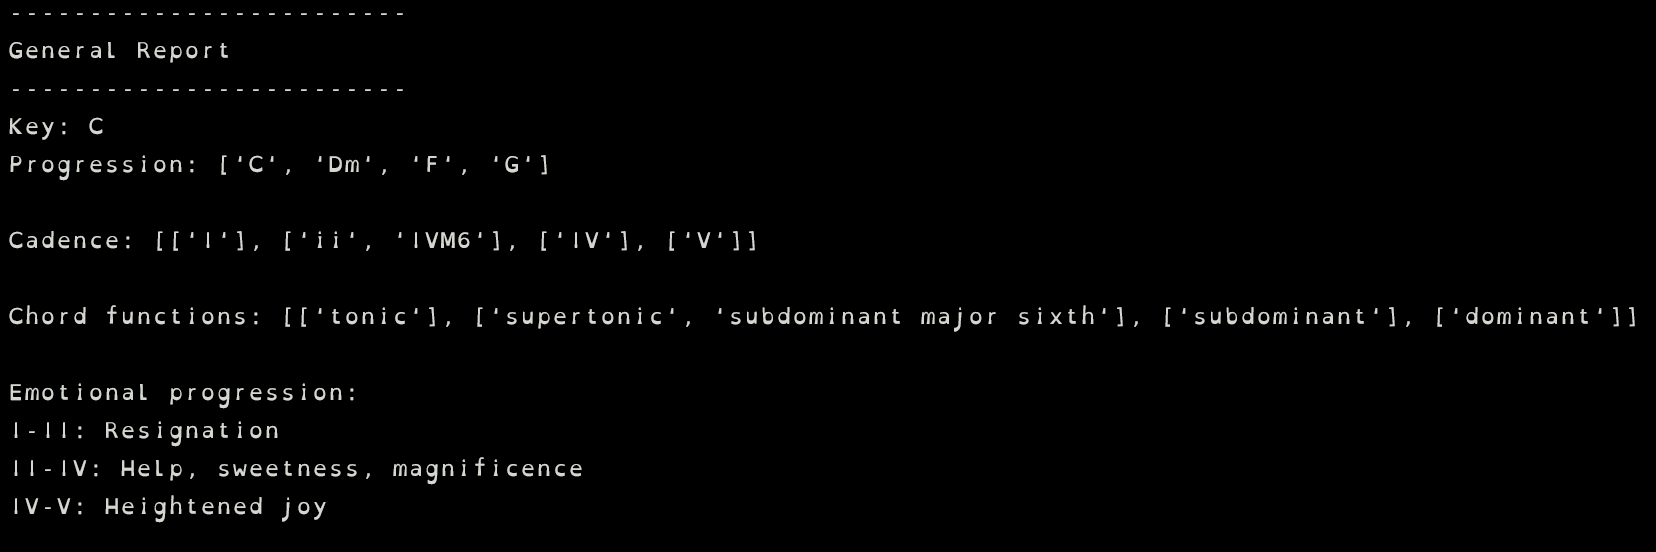 -------------------------
General Report
-------------------------
Key: C
Progression: ['C', 'Dm', 'F', 'G']
Cadence: [['I'], ['ii', 'IVM6'], ['IV'], ['V']]
Chord functions: [['tonic'], ['supertonic', 'subdominant major sixth'], ['subdominant'], ['dominant']]
Emotional progression:
I-II: Resignation
II-IV: Help, sweetness, magnificence
IV-V: Heightened joy